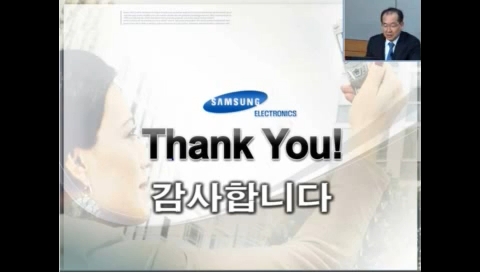 SAMSUNG
ELECTRONICS
Thank You!
감사합니다